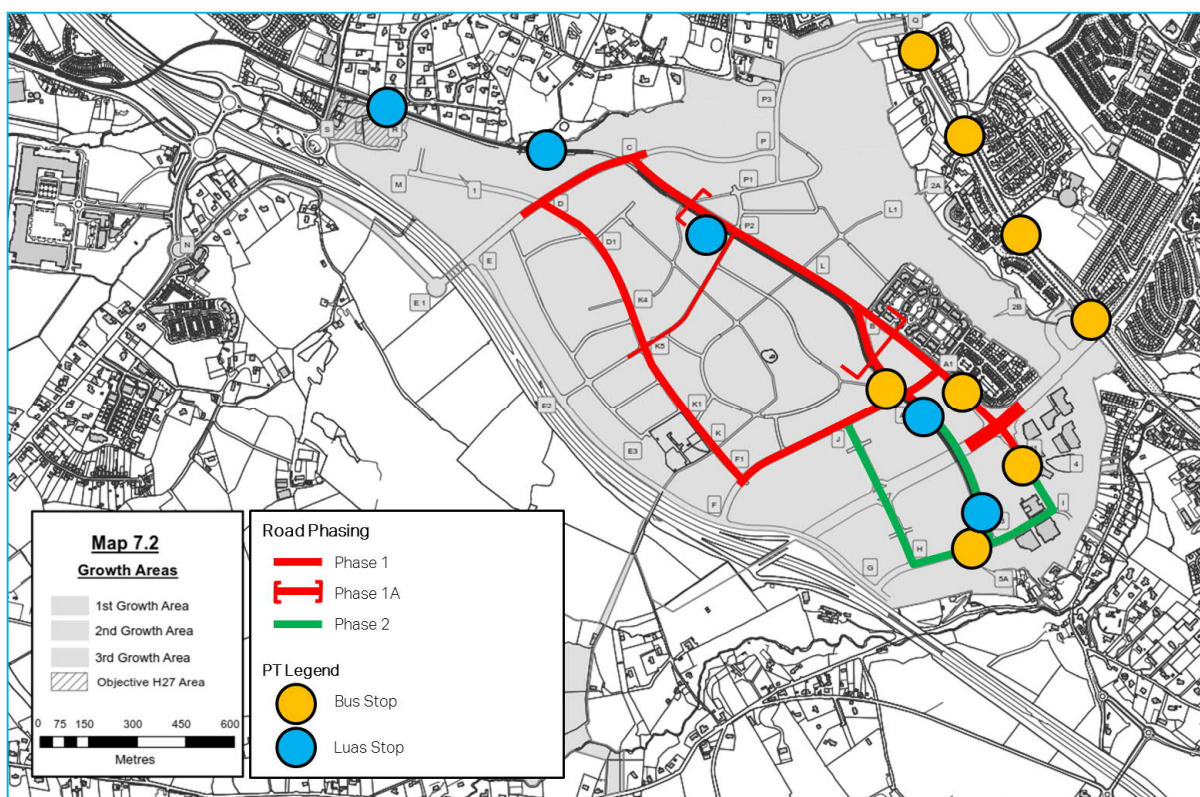 Q
P3
S
R
C
P
M
1
P1
2A
D
L1
N
D1
P2
E
L
E 1
K4
2B
B
K5
A1
E2
K1
K
J
E3
F1
4
F
I
H
G
5A
Map 7.2
Growth Areas
1st Growth Area
2nd Growth Area
3rd Growth Area
Objective H27 Area
0 75 150 300 450 600
Metres
Road Phasing
Phase 1
Phase 1A
Phase 2
PT Legend
Bus Stop
Luas Stop